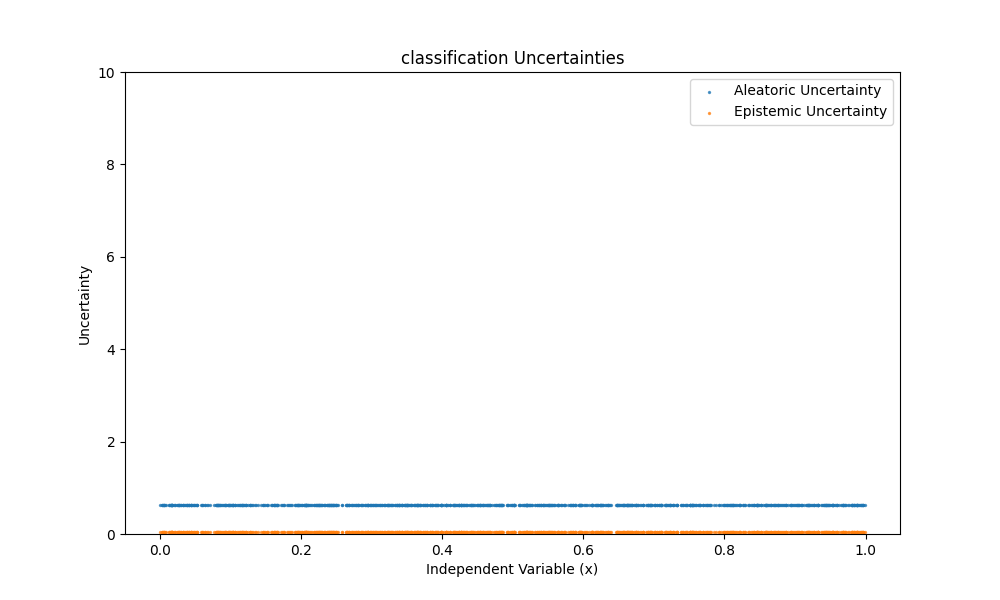 classification Uncertainties
Aleatoric Uncertainty
Epistemic Uncertainty
Uncertainty
10
8
6
4
2
0
0.0 0.2 0.4 0.6 0.8 1.0
Independent Variable (x)